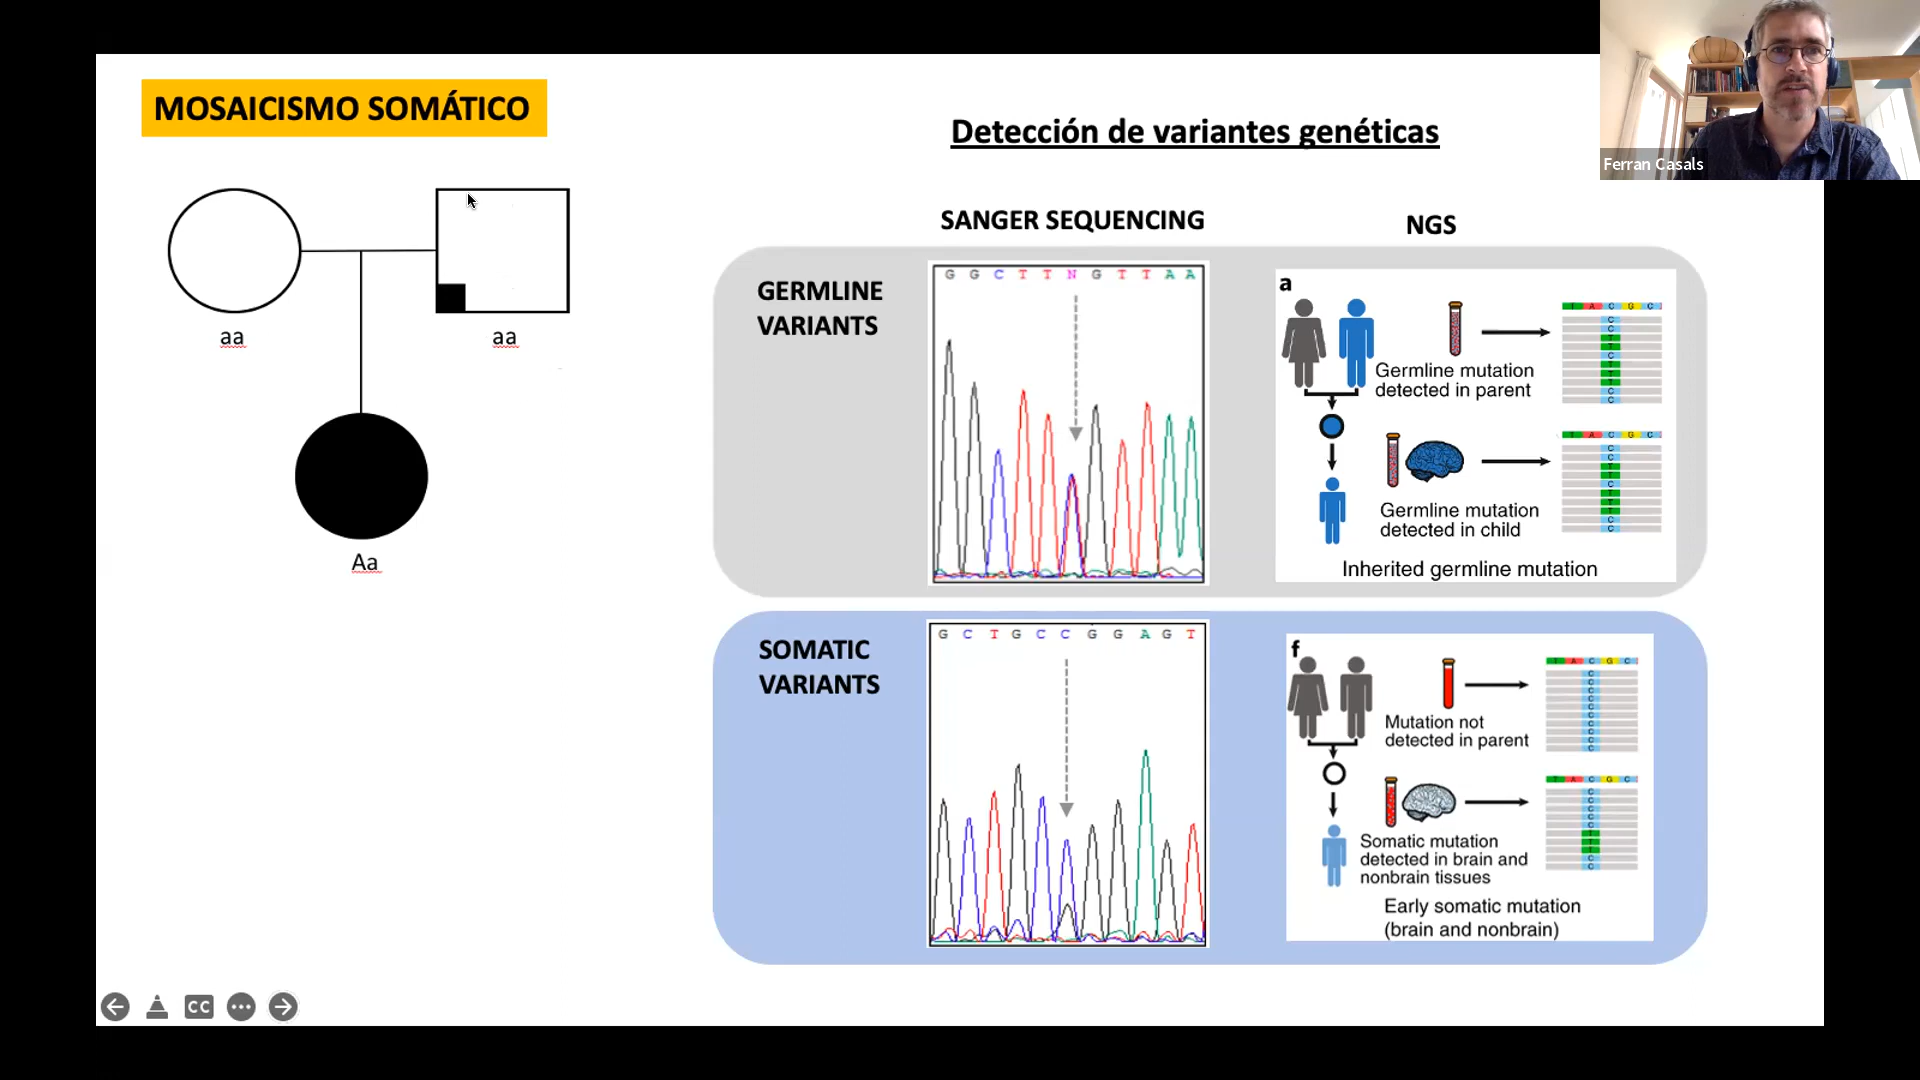 MOSAICISMO SOMÁTICO
Detección de variantes genéticas
Ferran Casals
aa
aa
Aa
SANGER SEQUENCING
NGS
GERMLINE
VARIANTS
G G C T T N G T T A A
a
Germline mutation
detected in parent
T A C G C
C
C
T
T
C
T
T
T
C
C
Germline mutation
detected in child
T A C G C
C
C
T
T
C
T
T
T
C
C
Inherited germline mutation
SOMATIC
VARIANTS
G C T G C C G G A G T
f
Mutation not
detected in parent
T A C G C
C
C
C
C
C
C
C
C
C
C
Somatic mutation
detected in brain and
nonbrain tissues
T A C G C
C
C
C
C
C
T
T
T
C
Early somatic mutation
(brain and nonbrain)
CC